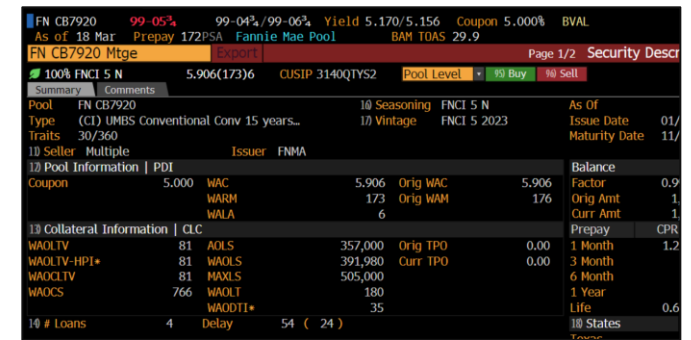 FN CB7920 99-05¾ 99-04¾/99-06¾ Yield 5.170/5.156 Coupon 5.000% BVAL
As of 18 Mar Prepay 172PSA Fannie Mae Pool BAM TOAS 29.9
FN CB7920 Mtge Export Page 1/2 Security Descr
100% FNCI 5 N 5.906(173)6 CUSIP 3140QTYS2 Pool Level 95) Buy 96) Sell
Summary Comments
Pool FN CB7920 16) Seasoning FNCI 5 N As Of
Type (CI) UMBS Conventional Conv 15 years... 17) Vintage FNCI 5 2023 Issue Date 01/
Traits 30/360 Maturity Date 11/
11) Seller Multiple Issuer FNMA
12) Pool Information | PDI Balance
Coupon 5.000 WAC 5.906 Orig WAC 5.906 Factor 0.9
WARM 173 Orig WAM 176 Orig Amt 1,
WALA 6 Curr Amt 1,
13) Collateral Information | CLC Prepay CPR
WAOLTV 81 AOLS 357,000 Orig TPO 0.00 1 Month 1.2
WAOLTV-HPI* 81 WAOLS 391,980 Curr TPO 0.00 3 Month
WAOCLTV 81 MAXLS 505,000 6 Month
WAOCS 766 WAOLT 180 1 Year
WAODTI* 35 Life 0.6
14) # Loans 4 Delay 54 ( 24 ) 18) States